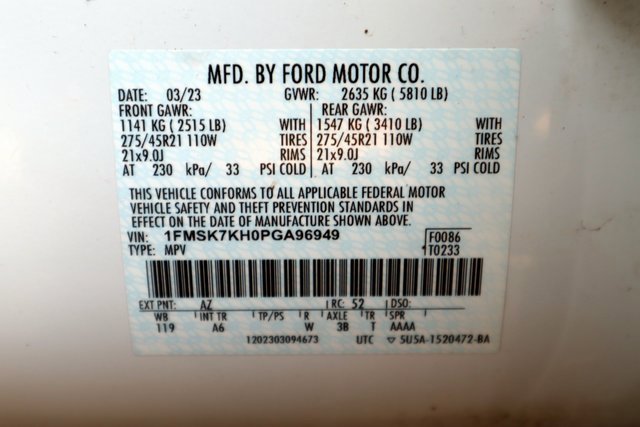 MFD. BY FORD MOTOR CO.
DATE: 03/23 GVWR: 2635 KG ( 5810 LB)
FRONT GAWR: REAR GAWR:
1141 KG ( 2515 LB) WITH 1547 KG ( 3410 LB) WITH
275/45R21 110W TIRES 275/45R21 110W TIRES
21x9.0J RIMS 21x9.0J RIMS
AT 230 kPa/ 33 PSI COLD AT 230 kPa/ 33 PSI COLD
THIS VEHICLE CONFORMS TO ALL APPLICABLE FEDERAL MOTOR
VEHICLE SAFETY AND THEFT PREVENTION STANDARDS IN
EFFECT ON THE DATE OF MANUFACTURE SHOWN ABOVE.
VIN: 1FMSK7KH0PGA96949 F0086
TYPE: MPV T0233
EXT PNT: AZ RC: 52 DSO:
WB INT TR TP/PS R AXLE TR SPR
119 A6 W 3B T AAAA
1202303094673 UTC ▽ 5U5A-1520472-BA